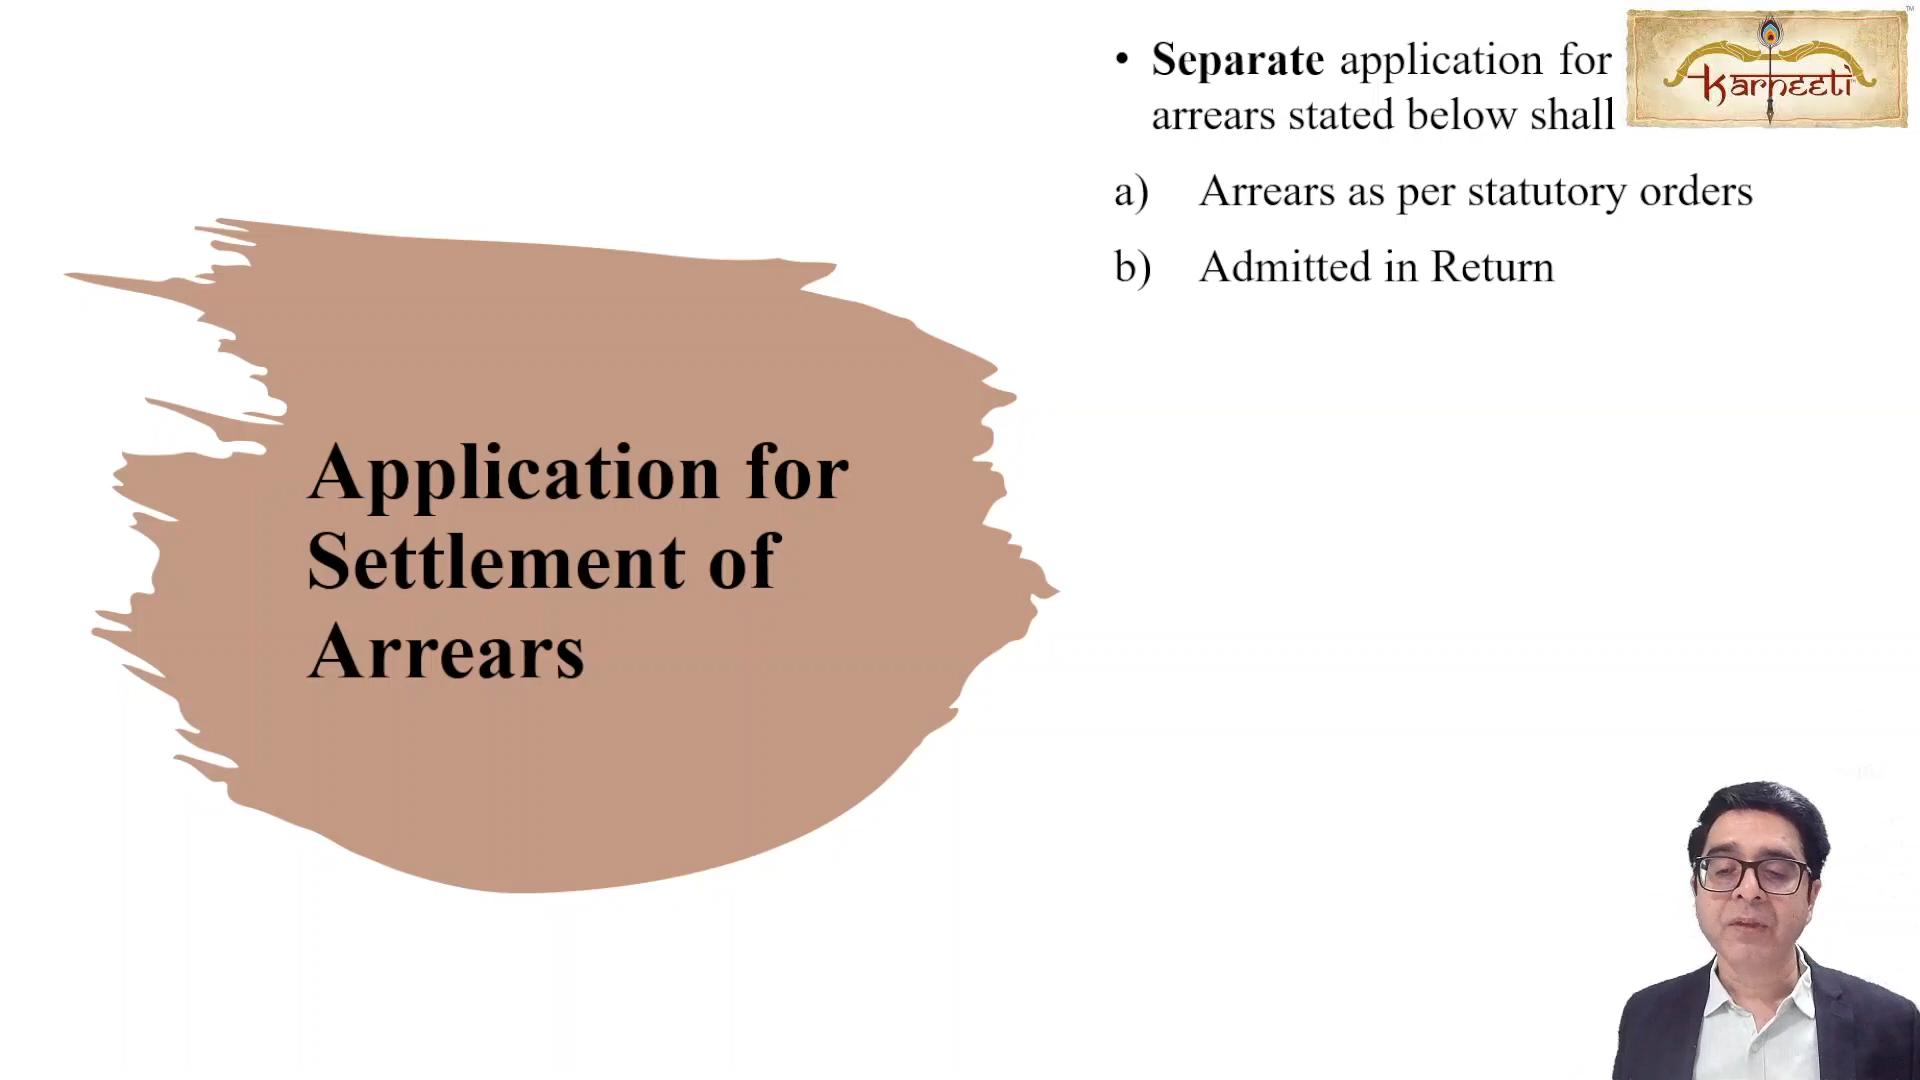 Application for
Settlement of
Arrears
• Separate application for
arrears stated below shall
a) Arrears as per statutory orders
b) Admitted in Return
Karneeti
TM